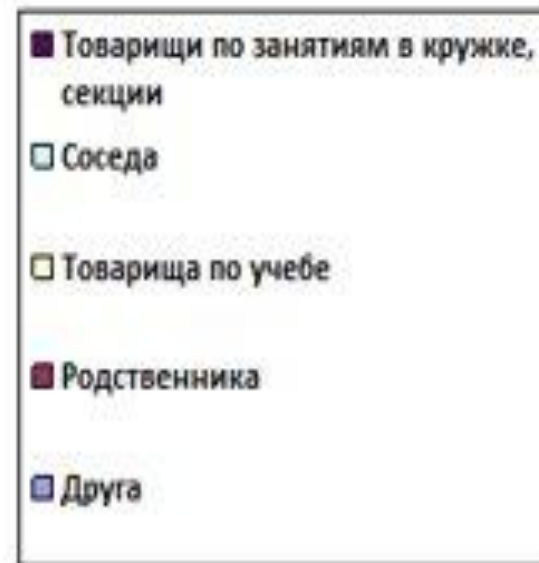 Товарищи по занятиям в кружке,
секции
Соседа
Товарища по учебе
Родственника
Друга